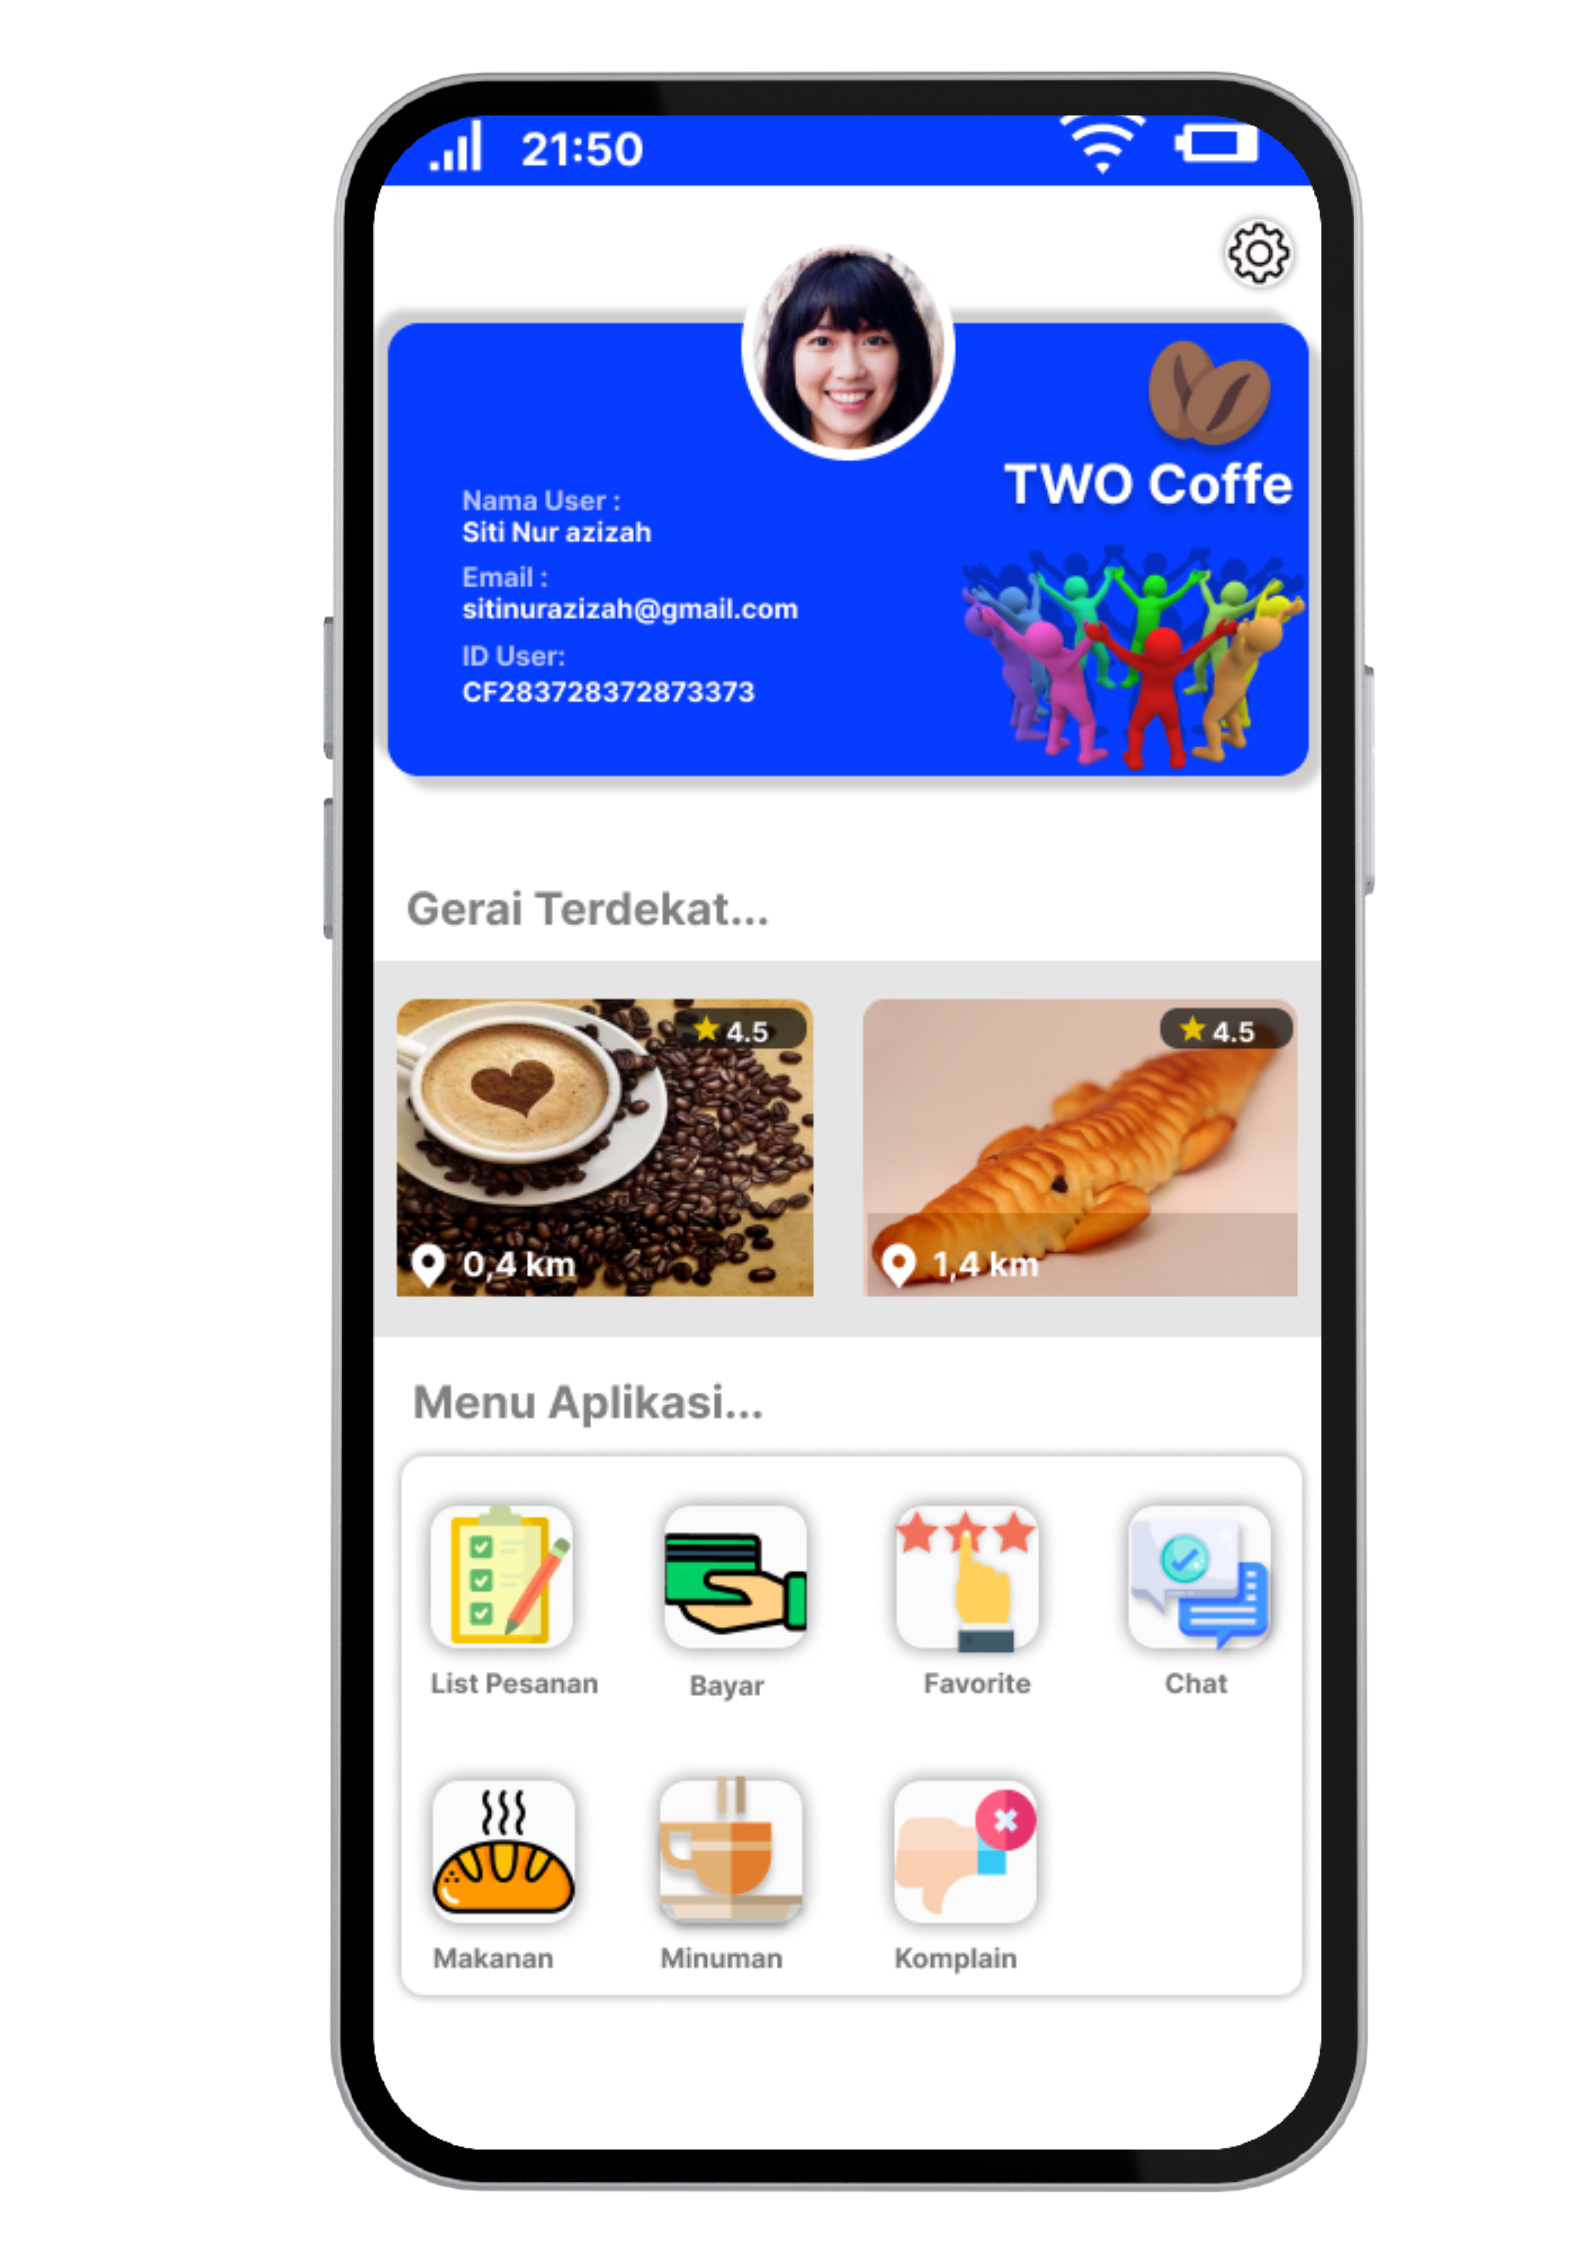 21:50
TWO Coffe
Nama User :
Siti Nur azizah
Email :
sitinurazizah@gmail.com
ID User:
CF283728372873373
Gerai Terdekat...
4.5
4.5
0,4 km
1,4 km
Menu Aplikasi...
List Pesanan
Bayar
Favorite
Chat
Makanan
Minuman
Komplain